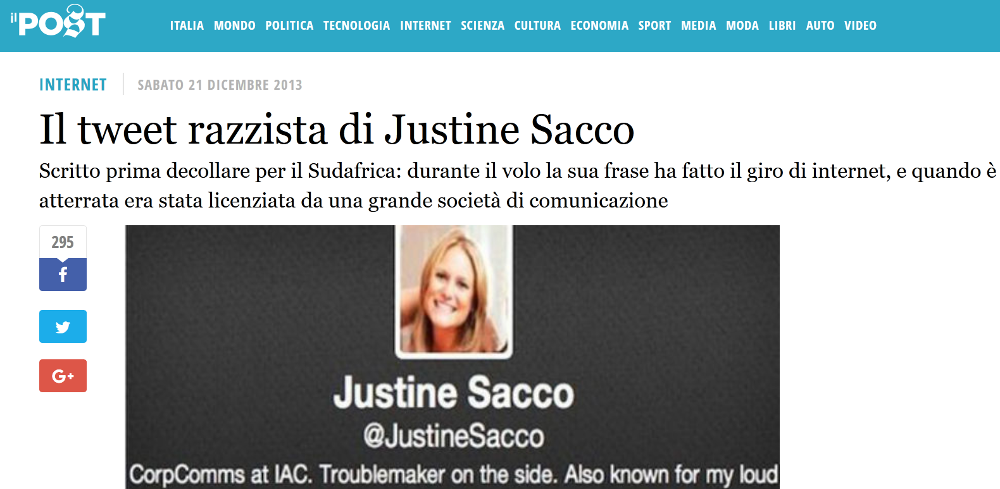 il POST
ITALIA MONDO POLITICA TECNOLOGIA INTERNET SCIENZA CULTURA ECONOMIA SPORT MEDIA MODA LIBRI AUTO VIDEO
INTERNET SABATO 21 DICEMBRE 2013
Il tweet razzista di Justine Sacco
Scritto prima decollare per il Sudafrica: durante il volo la sua frase ha fatto il giro di internet, e quando è
atterrata era stata licenziata da una grande società di comunicazione
295
f
G+
Justine Sacco
@JustineSacco
CorpComms at IAC. Troublemaker on the side. Also known for my loud